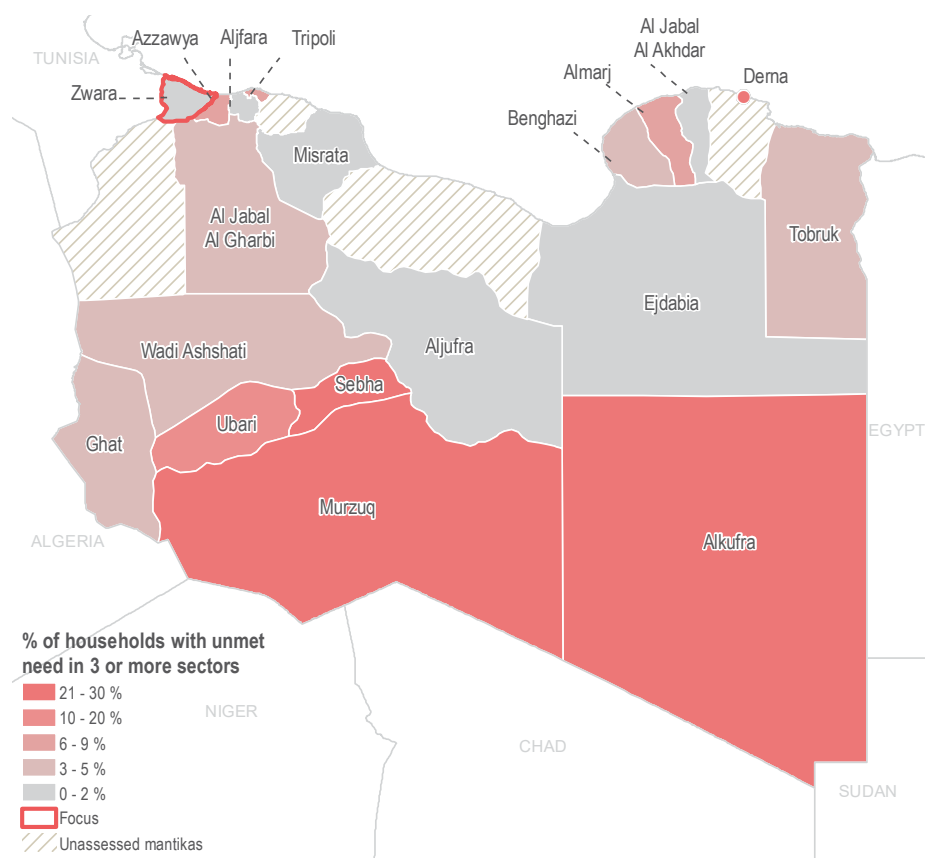 TUNISIA
Azzawya
Aljfara
Tripoli
Zwara
Al Jabal
Al Akhdar
Almarj
Derna
Benghazi
Misrata
Al Jabal
Al Gharbi
Tobruk
Ejdabia
Wadi Ashshati
Aljufra
Sebha
Ubari
Ghat
EGYPT
Murzuq
Alkufra
ALGERIA
% of households with unmet
need in 3 or more sectors
21 - 30 %
10 - 20 %
6 - 9 %
3 - 5 %
0 - 2 %
Focus
Unassessed mantikas
NIGER
CHAD
SUDAN